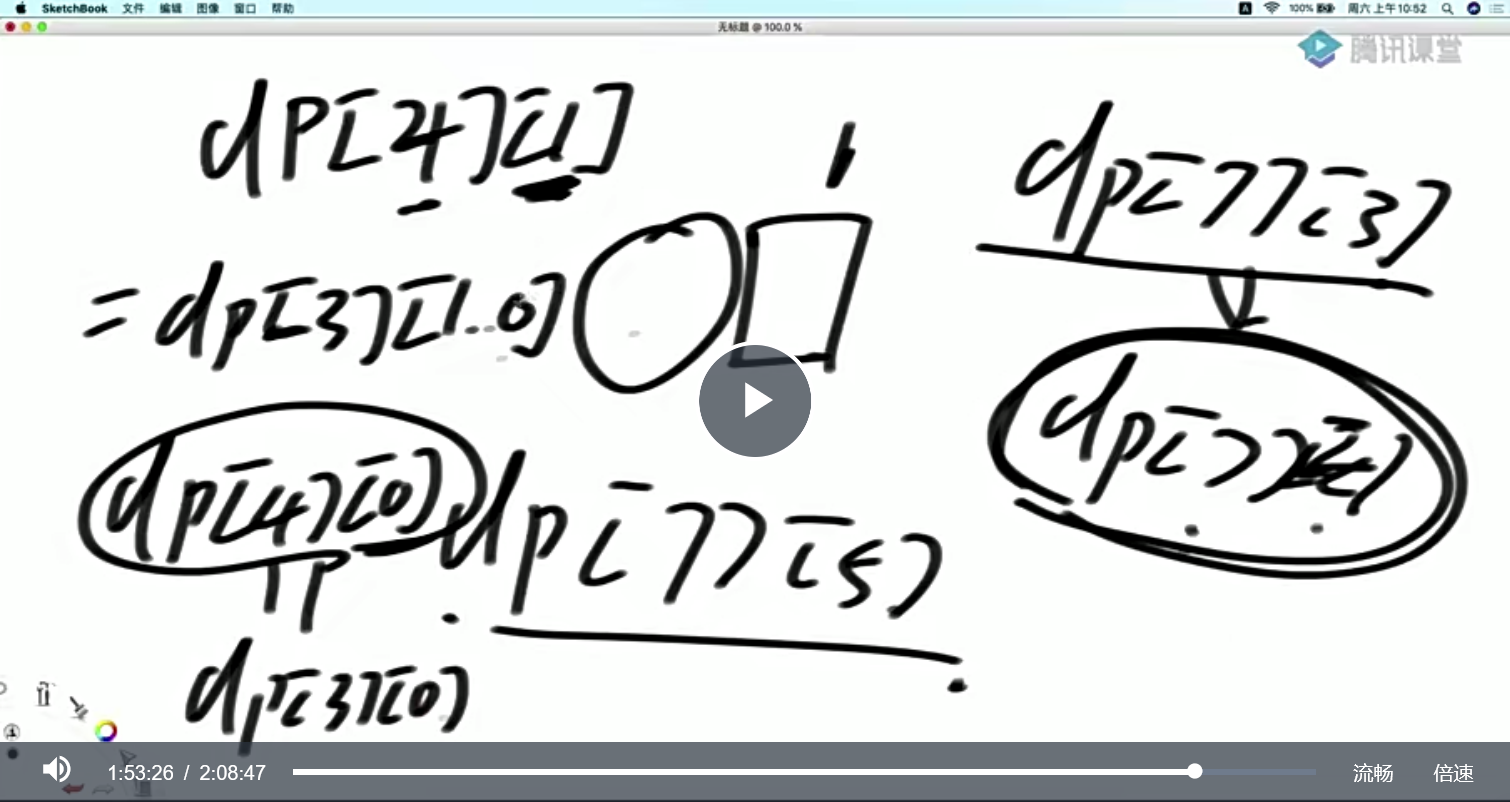 SketchBook 文件 编辑 图像 窗口 帮助 A 100% 周六上午10:52
无标题 @ 100.0 %
腾讯课堂
dp[4][1]
= dp[3][1..0]
dp[7][3]
dp[4][0]
dp[7][5]
dp[3][0]
1:53:26 / 2:08:47 流畅 倍速